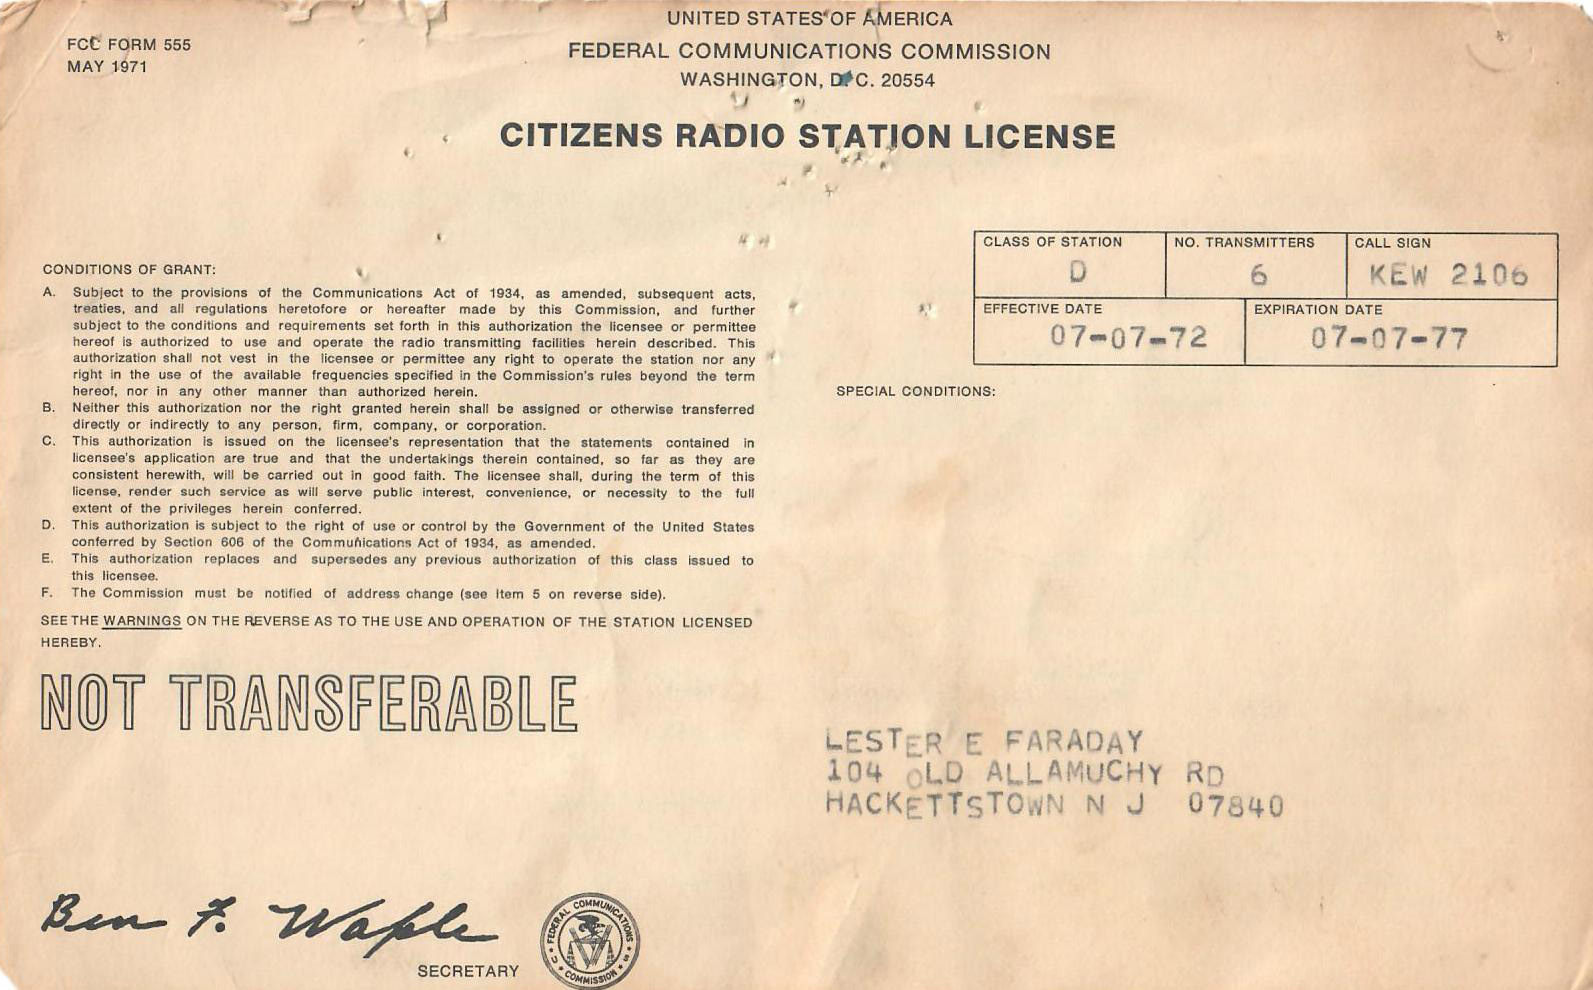 UNITED STATES OF AMERICA
FCC FORM 555
MAY 1971
FEDERAL COMMUNICATIONS COMMISSION
WASHINGTON, D.C. 20554
CITIZENS RADIO STATION LICENSE
CLASS OF STATION
D
NO. TRANSMITTERS
6
CALL SIGN
KEW 2106
EFFECTIVE DATE
07-07-72
EXPIRATION DATE
07-07-77
CONDITIONS OF GRANT:
A. Subject to the provisions of the Communications Act of 1934, as amended, subsequent acts,
treaties, and all regulations heretofore or hereafter made by this Commission, and further
subject to the conditions and requirements set forth in this authorization the licensee or permittee
hereof is authorized to use and operate the radio transmitting facilities herein described. This
authorization shall not vest in the licensee or permittee any right to operate the station nor any
right in the use of the available frequencies specified in the Commission's rules beyond the term
hereof, nor in any other manner than authorized herein.
B. Neither this authorization nor the right granted herein shall be assigned or otherwise transferred
directly or indirectly to any person, firm, company, or corporation.
C. This authorization is issued on the licensee's representation that the statements contained in
licensee's application are true and that the undertakings therein contained, so far as they are
consistent herewith, will be carried out in good faith. The licensee shall, during the term of this
license, render such service as will serve public interest, convenience, or necessity to the full
extent of the privileges herein conferred.
D. This authorization is subject to the right of use or control by the Government of the United States
conferred by Section 606 of the Communications Act of 1934, as amended.
E. This authorization replaces and supersedes any previous authorization of this class issued to
this licensee.
F. The Commission must be notified of address change (see Item 5 on reverse side).
SEE THE WARNINGS ON THE REVERSE AS TO THE USE AND OPERATION OF THE STATION LICENSED
HEREBY.
NOT TRANSFERABLE
SPECIAL CONDITIONS:
LESTER E FARADAY
104 OLD ALLAMUCHY RD
HACKETTSTOWN N J 07840
Ben F. Waple
SECRETARY
FEDERAL COMMUNICATIONS COMMISSION U S